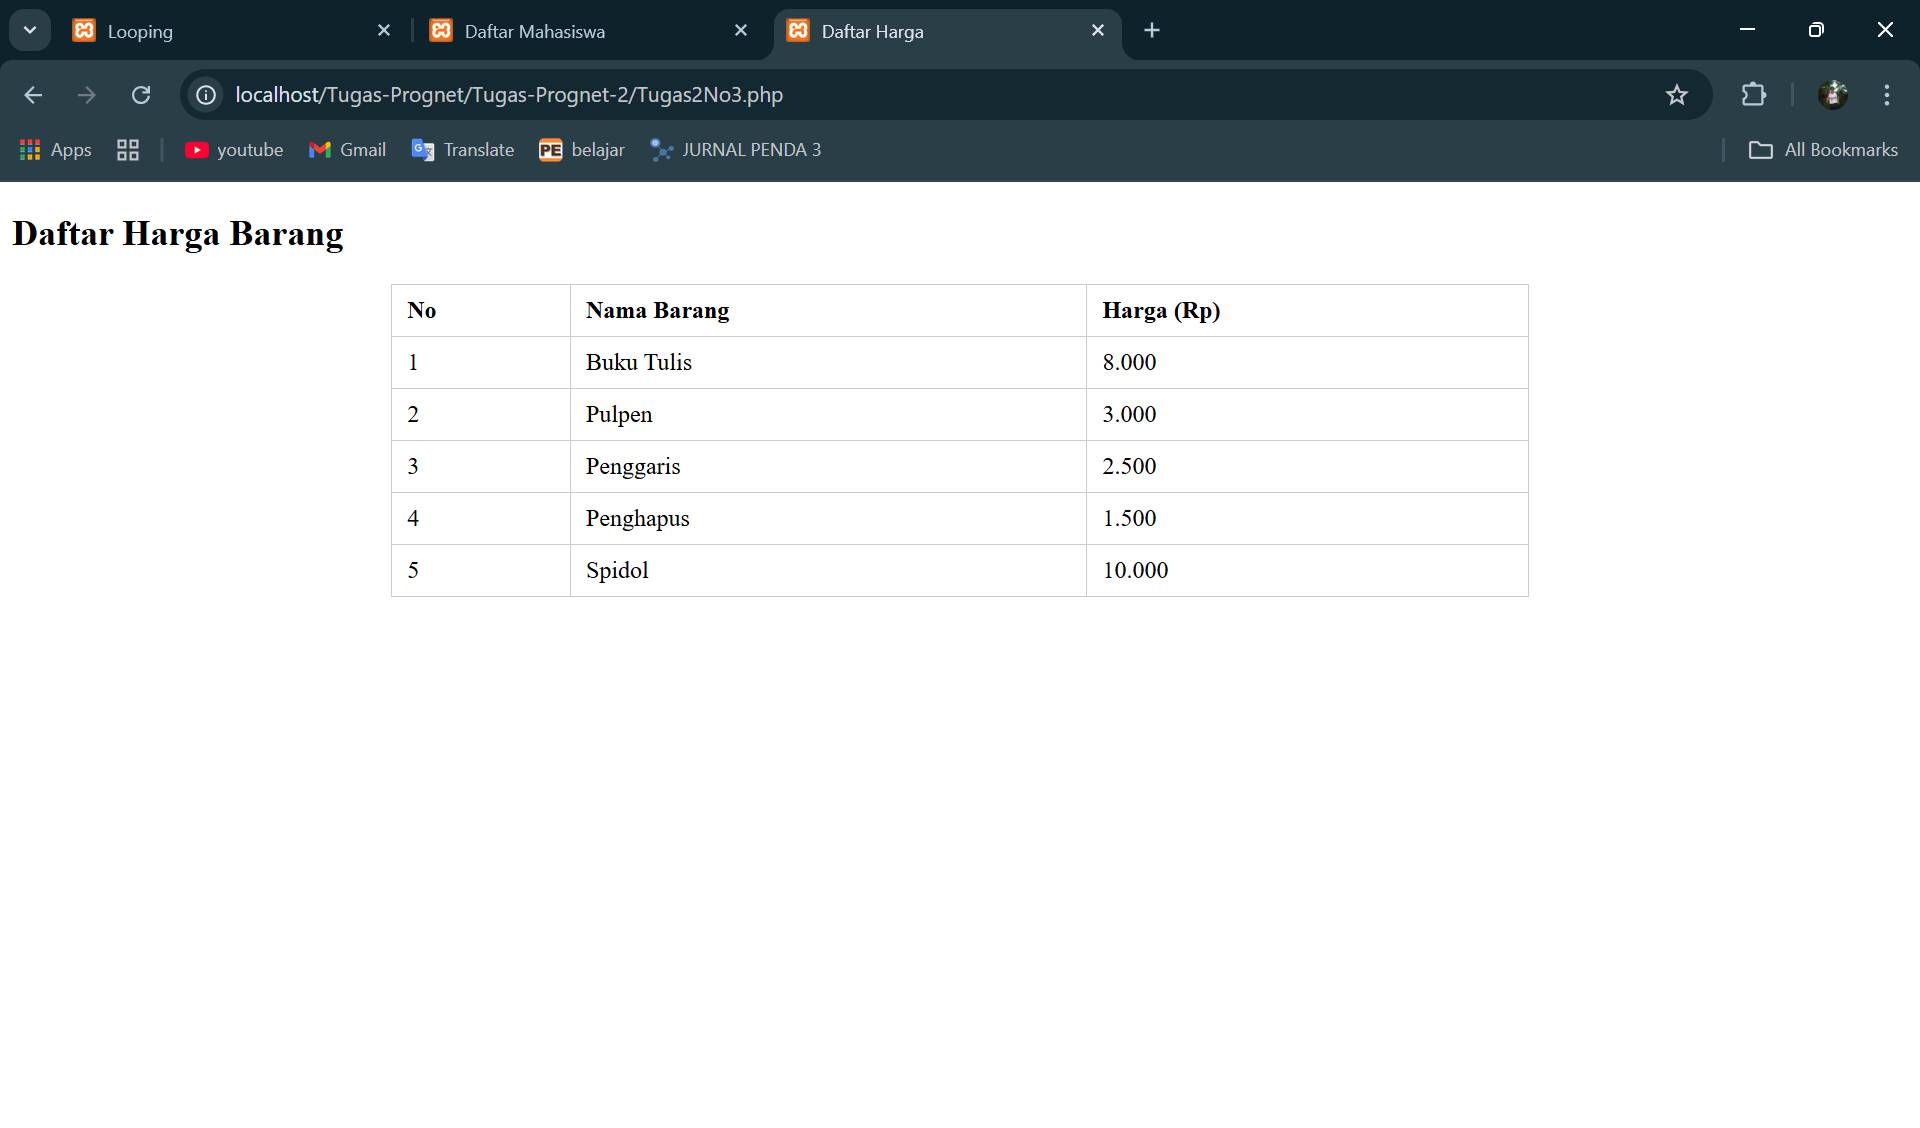 Looping
Daftar Mahasiswa
Daftar Harga
localhost/Tugas-Prognet/Tugas-Prognet-2/Tugas2No3.php
Apps youtube Gmail Translate PE belajar JURNAL PENDA 3 All Bookmarks
Daftar Harga Barang
No Nama Barang Harga (Rp)
1 Buku Tulis 8.000
2 Pulpen 3.000
3 Penggaris 2.500
4 Penghapus 1.500
5 Spidol 10.000